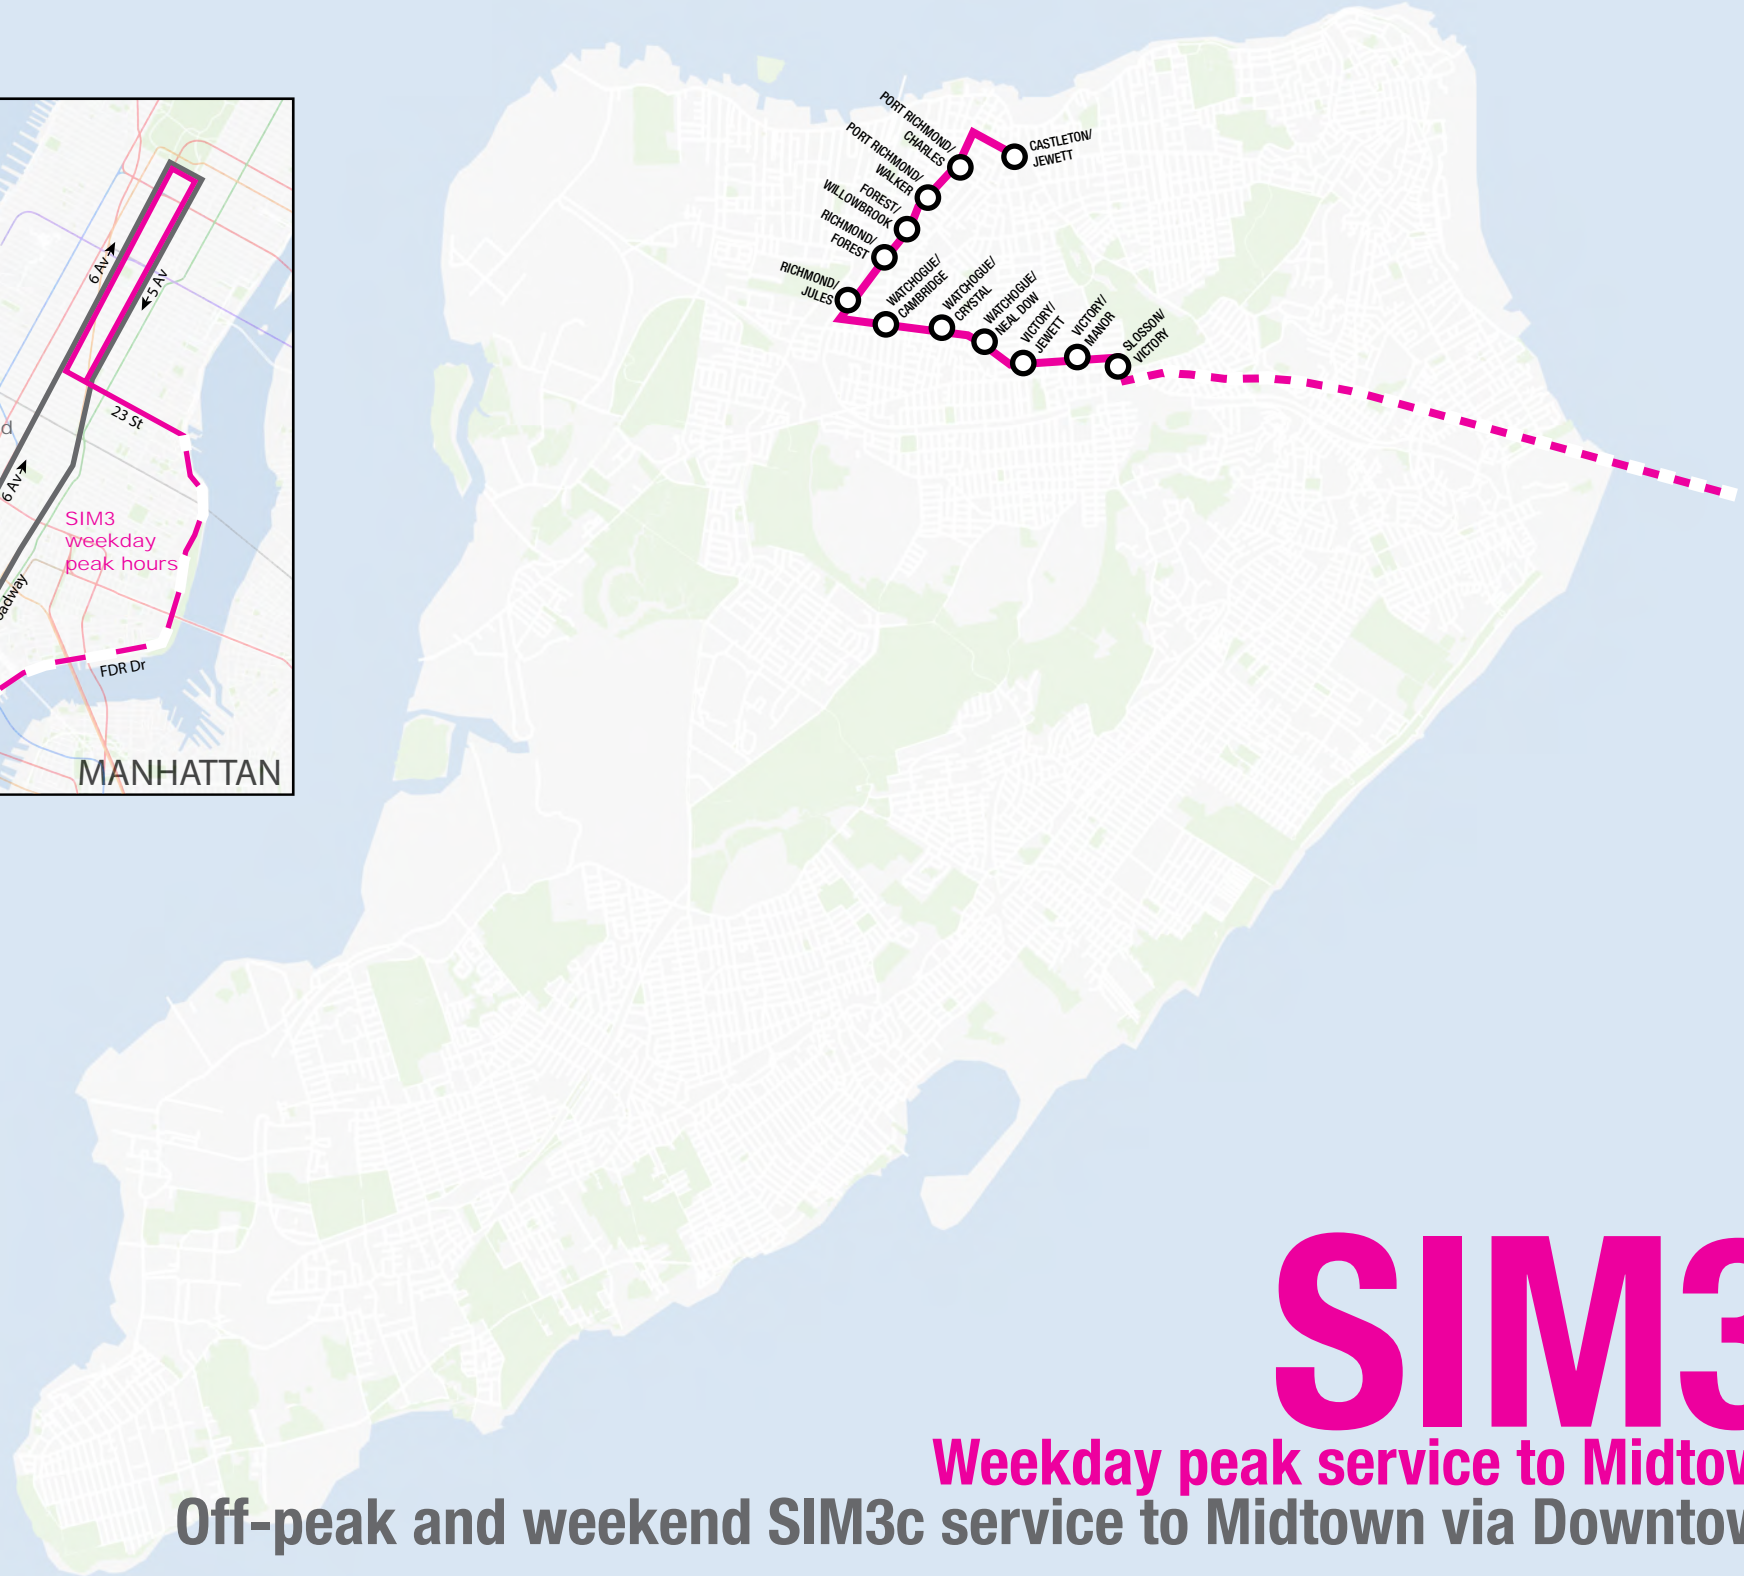 PORT RICHMOND/
CHARLES
CASTLETON/
JEWETT
PORT RICHMOND/
WALKER
FOREST/
WILLOWBROOK
RICHMOND/
FOREST
RICHMOND/
JULES
WATCHOGUE/
CAMBRIDGE
WATCHOGUE/
CRYSTAL
WATCHOGUE/
NEAL DOW
VICTORY/
JEWETT
VICTORY/
MANOR
SLOSSON/
VICTORY
6 Av
5 Av
23 St
d
6 Av
SIM3
weekday
peak hours
oadway
FDR Dr
MANHATTAN
SIM3
Weekday peak service to Midtow
Off-peak and weekend SIM3c service to Midtown via Downtow